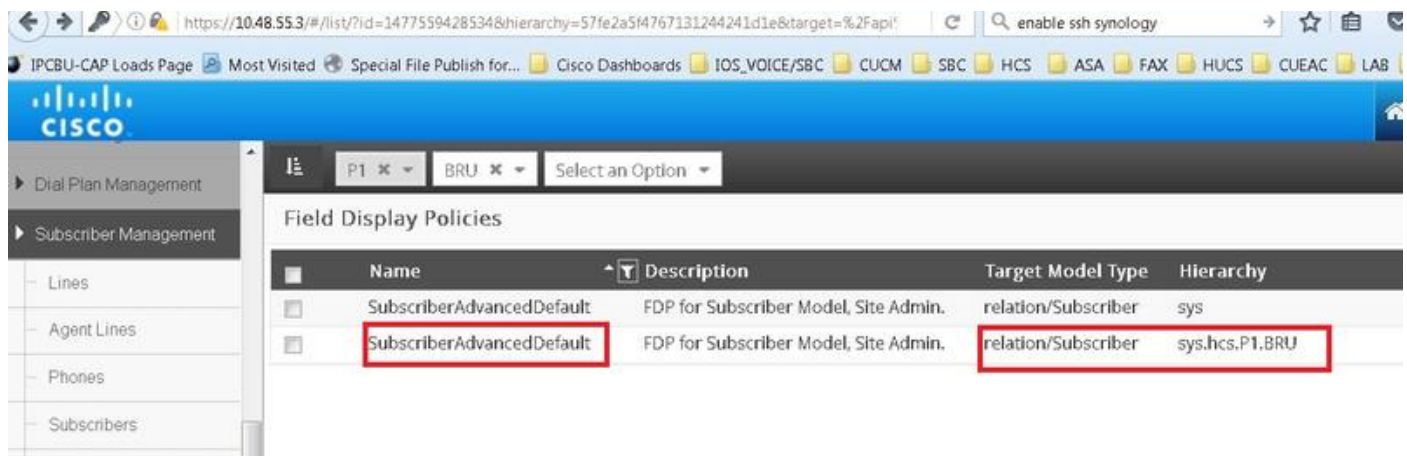 https://10.48.55.3/#/list/?id=1477559428534&hierarchy=57fe2a5f4767131244241d1e&target=%2Fapi
enable ssh synology
IPCBU-CAP Loads Page Most Visited Special File Publish for... Cisco Dashboards IOS_VOICE/SBC CUCM SBC HCS ASA FAX HUCS CUEAC LAB
CISCO
Dial Plan Management
Subscriber Management
Lines
Agent Lines
Phones
Subscribers
P1 BRU Select an Option
Field Display Policies
Name Description Target Model Type Hierarchy
SubscriberAdvancedDefault FDP for Subscriber Model, Site Admin. relation/Subscriber sys
SubscriberAdvancedDefault FDP for Subscriber Model, Site Admin. relation/Subscriber sys.hcs.P1.BRU